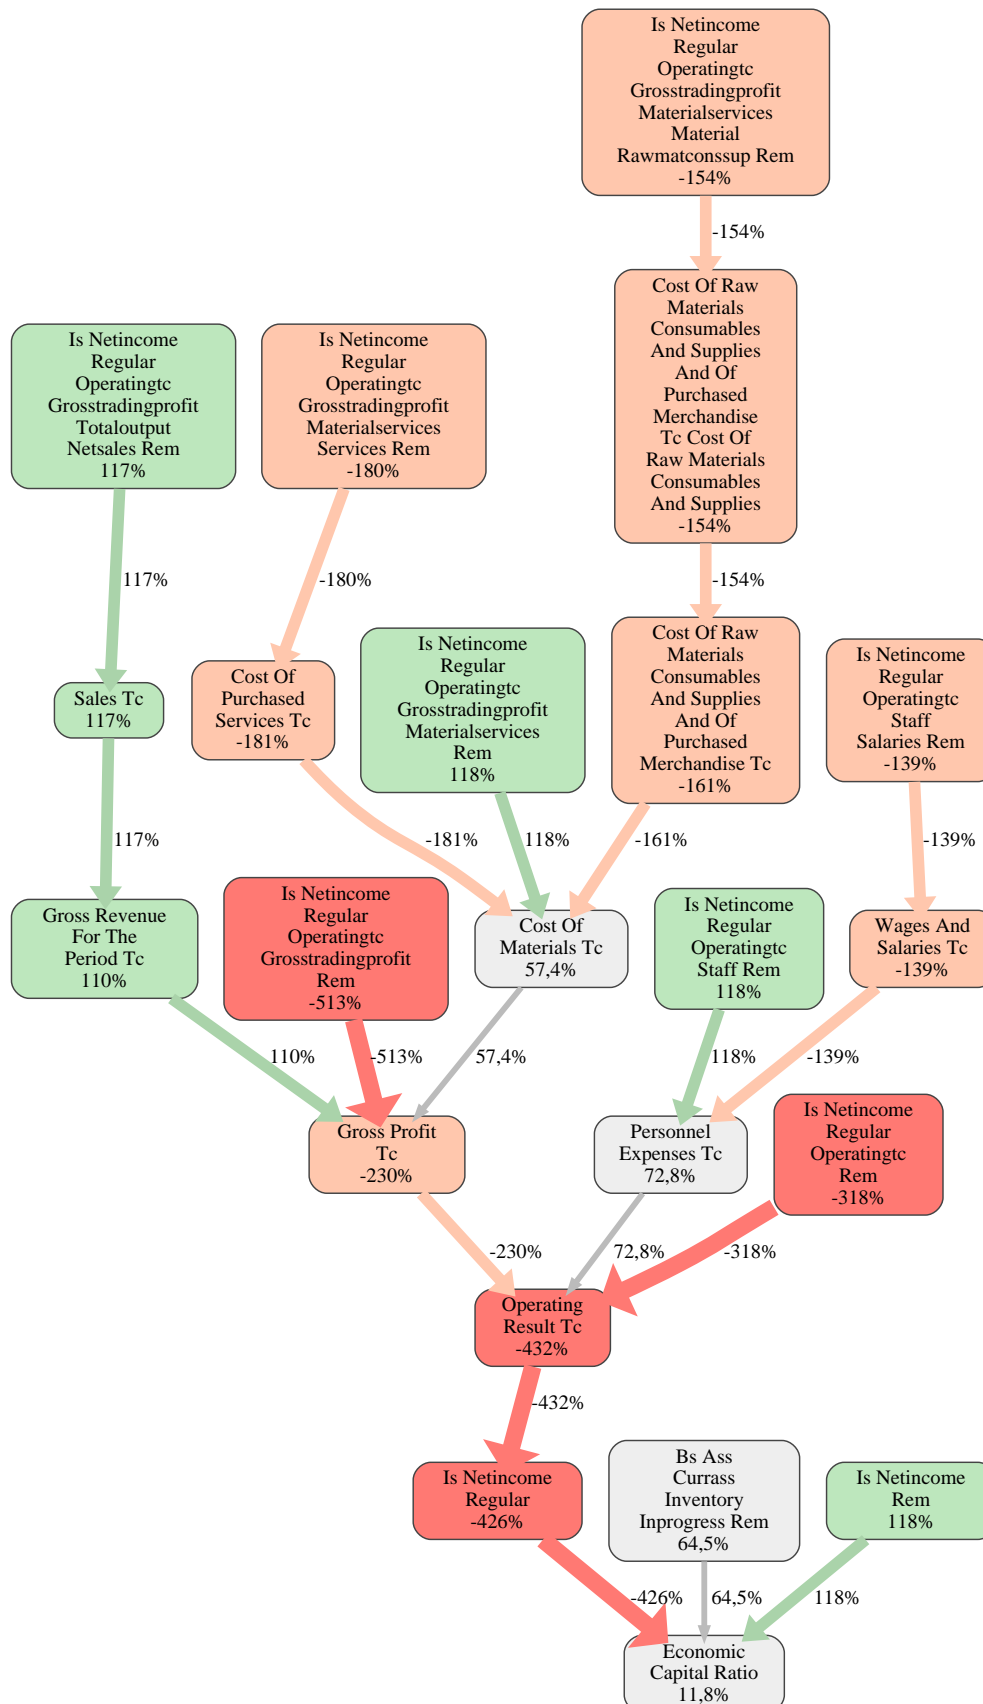 Is Netincome
Regular
Operatingtc
Grosstradingprofit
Materialservices
Material
Rawmatconssup Rem
-154%
-154%
Cost Of Raw
Materials
Consumables
And Supplies
And Of
Purchased
Merchandise
Tc Cost Of
Raw Materials
Consumables
And Supplies
-154%
Is Netincome
Regular
Operatingtc
Grosstradingprofit
Totaloutput
Netsales Rem
117%
Is Netincome
Regular
Operatingtc
Grosstradingprofit
Materialservices
Services Rem
-180%
117%
-180%
-154%
Sales Tc
117%
Cost Of
Purchased
Services Tc
-181%
Is Netincome
Regular
Operatingtc
Grosstradingprofit
Materialservices
Rem
118%
Cost Of Raw
Materials
Consumables
And Supplies
And Of
Purchased
Merchandise Tc
-161%
Is Netincome
Regular
Operatingtc
Staff
Salaries Rem
-139%
117%
-181%
118%
-161%
-139%
Gross Revenue
For The
Period Tc
110%
Is Netincome
Regular
Operatingtc
Grosstradingprofit
Rem
-513%
Cost Of
Materials Tc
57,4%
Is Netincome
Regular
Operatingtc
Staff Rem
118%
Wages And
Salaries Tc
-139%
110%
-513%
57,4%
118%
-139%
Gross Profit
Tc
-230%
Personnel
Expenses Tc
72,8%
Is Netincome
Regular
Operatingtc
Rem
-318%
-230%
72,8%
-318%
Operating
Result Tc
-432%
-432%
Is Netincome
Regular
-426%
Bs Ass
Currass
Inventory
Inprogress Rem
64,5%
Is Netincome
Rem
118%
-426%
64,5%
118%
Economic
Capital Ratio
11,8%